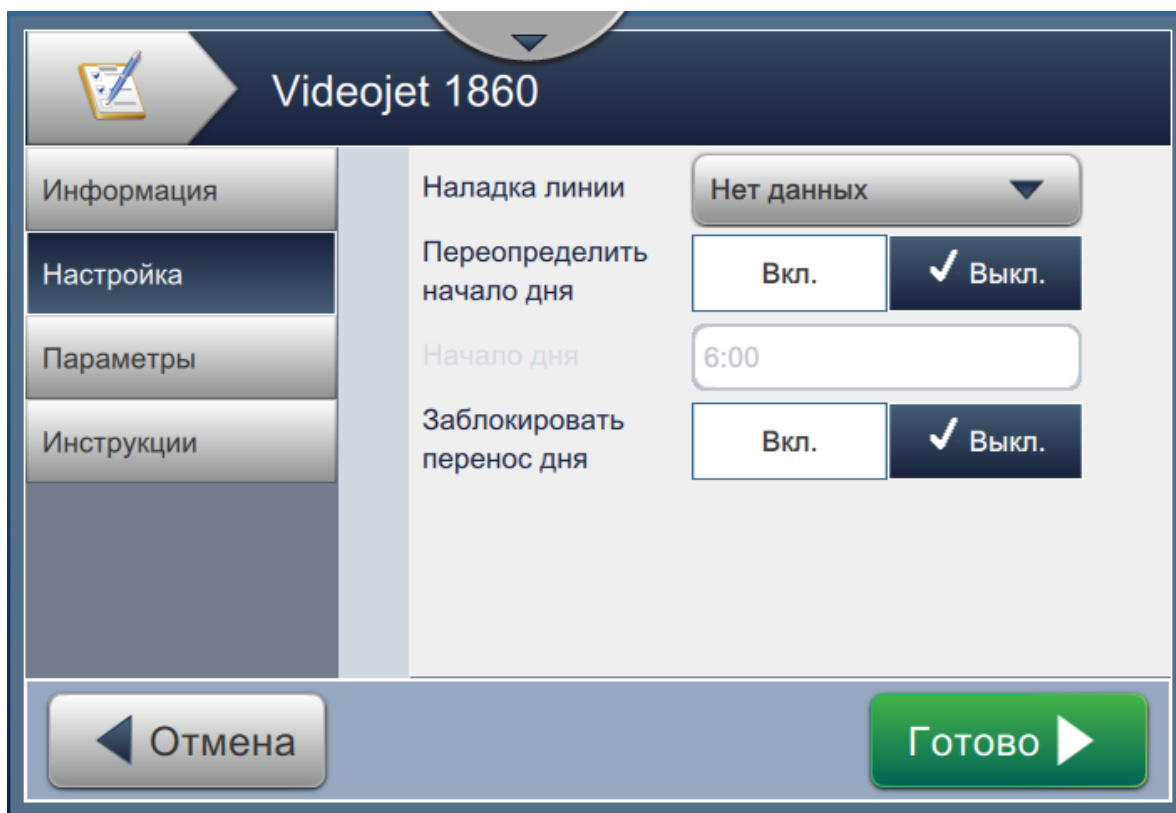 Videojet 1860
Информация
Настройка
Параметры
Инструкции
Наладка линии
Нет данных
Переопределить
начало дня
Вкл.
Выкл.
Начало дня
6:00
Заблокировать
перенос дня
Вкл.
Выкл.
Отмена
Готово